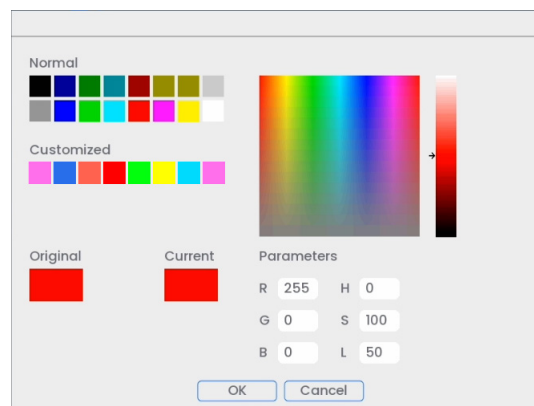 Normal
Customized
Original Current Parameters
R 255 H 0
G 0 S 100
B 0 L 50
OK Cancel